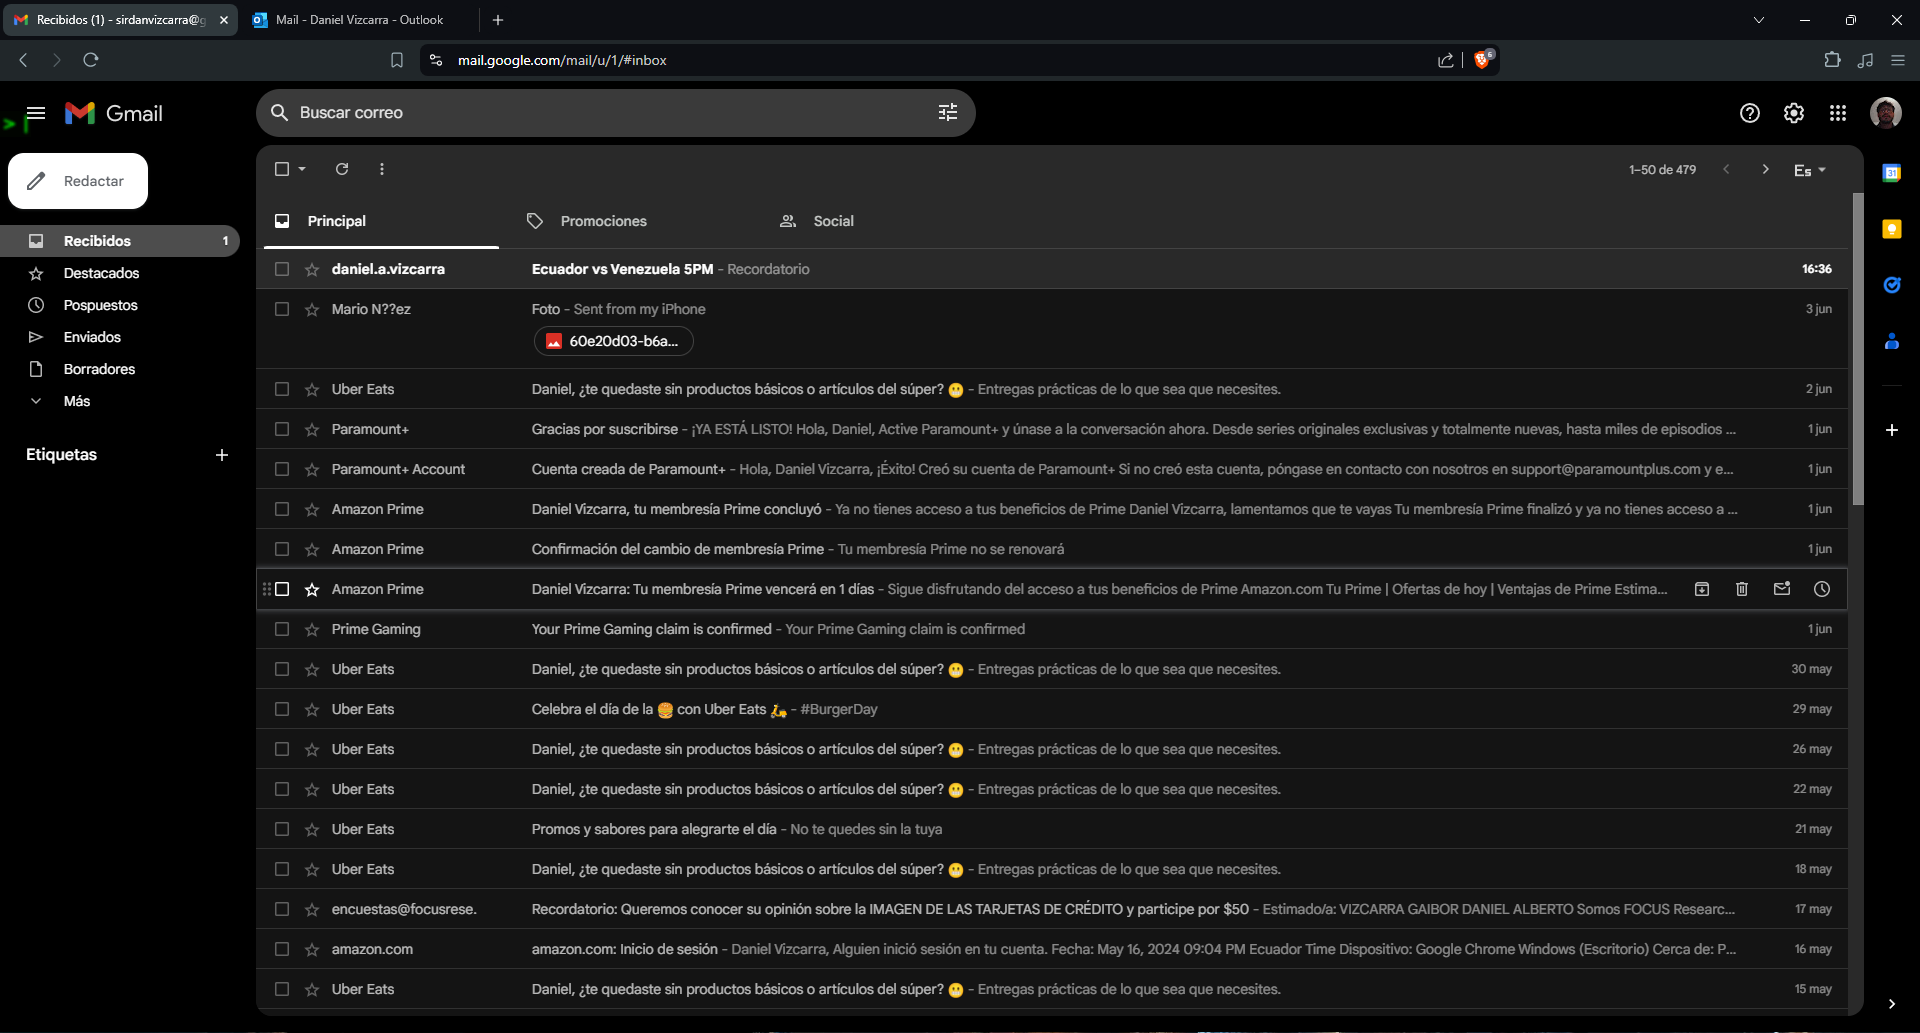 Recibidos (1) - sirdanvizcarra@g
Mail - Daniel Vizcarra - Outlook
mail.google.com/mail/u/1/#inbox
6
Gmail
Buscar correo
Redactar
1–50 de 479
Es
Principal
Promociones
Social
Recibidos 1
Destacados
Pospuestos
Enviados
Borradores
Más
Etiquetas
31
daniel.a.vizcarra Ecuador vs Venezuela 5PM - Recordatorio 16:36
Mario N??ez Foto - Sent from my iPhone 3 jun
60e20d03-b6a...
Uber Eats Daniel, ¿te quedaste sin productos básicos o artículos del súper? 😬 - Entregas prácticas de lo que sea que necesites. 2 jun
Paramount+ Gracias por suscribirse - ¡YA ESTÁ LISTO! Hola, Daniel, Active Paramount+ y únase a la conversación ahora. Desde series originales exclusivas y totalmente nuevas, hasta miles de episodios ... 1 jun
Paramount+ Account Cuenta creada de Paramount+ - Hola, Daniel Vizcarra, ¡Éxito! Creó su cuenta de Paramount+ Si no creó esta cuenta, póngase en contacto con nosotros en support@paramountplus.com y e... 1 jun
Amazon Prime Daniel Vizcarra, tu membresía Prime concluyó - Ya no tienes acceso a tus beneficios de Prime Daniel Vizcarra, lamentamos que te vayas Tu membresía Prime finalizó y ya no tienes acceso a ... 1 jun
Amazon Prime Confirmación del cambio de membresía Prime - Tu membresía Prime no se renovará 1 jun
Amazon Prime Daniel Vizcarra: Tu membresía Prime vencerá en 1 días - Sigue disfrutando del acceso a tus beneficios de Prime Amazon.com Tu Prime | Ofertas de hoy | Ventajas de Prime Estima...
Prime Gaming Your Prime Gaming claim is confirmed - Your Prime Gaming claim is confirmed 1 jun
Uber Eats Daniel, ¿te quedaste sin productos básicos o artículos del súper? 😬 - Entregas prácticas de lo que sea que necesites. 30 may
Uber Eats Celebra el día de la 🍔 con Uber Eats 🛵 - #BurgerDay 29 may
Uber Eats Daniel, ¿te quedaste sin productos básicos o artículos del súper? 😬 - Entregas prácticas de lo que sea que necesites. 26 may
Uber Eats Daniel, ¿te quedaste sin productos básicos o artículos del súper? 😬 - Entregas prácticas de lo que sea que necesites. 22 may
Uber Eats Promos y sabores para alegrarte el día - No te quedes sin la tuya 21 may
Uber Eats Daniel, ¿te quedaste sin productos básicos o artículos del súper? 😬 - Entregas prácticas de lo que sea que necesites. 18 may
encuestas@focusrese. Recordatorio: Queremos conocer su opinión sobre la IMAGEN DE LAS TARJETAS DE CRÉDITO y participe por $50 - Estimado/a: VIZCARRA GAIBOR DANIEL ALBERTO Somos FOCUS Researc... 17 may
amazon.com amazon.com: Inicio de sesión - Daniel Vizcarra, Alguien inició sesión en tu cuenta. Fecha: May 16, 2024 09:04 PM Ecuador Time Dispositivo: Google Chrome Windows (Escritorio) Cerca de: P... 16 may
Uber Eats Daniel, ¿te quedaste sin productos básicos o artículos del súper? 😬 - Entregas prácticas de lo que sea que necesites. 15 may